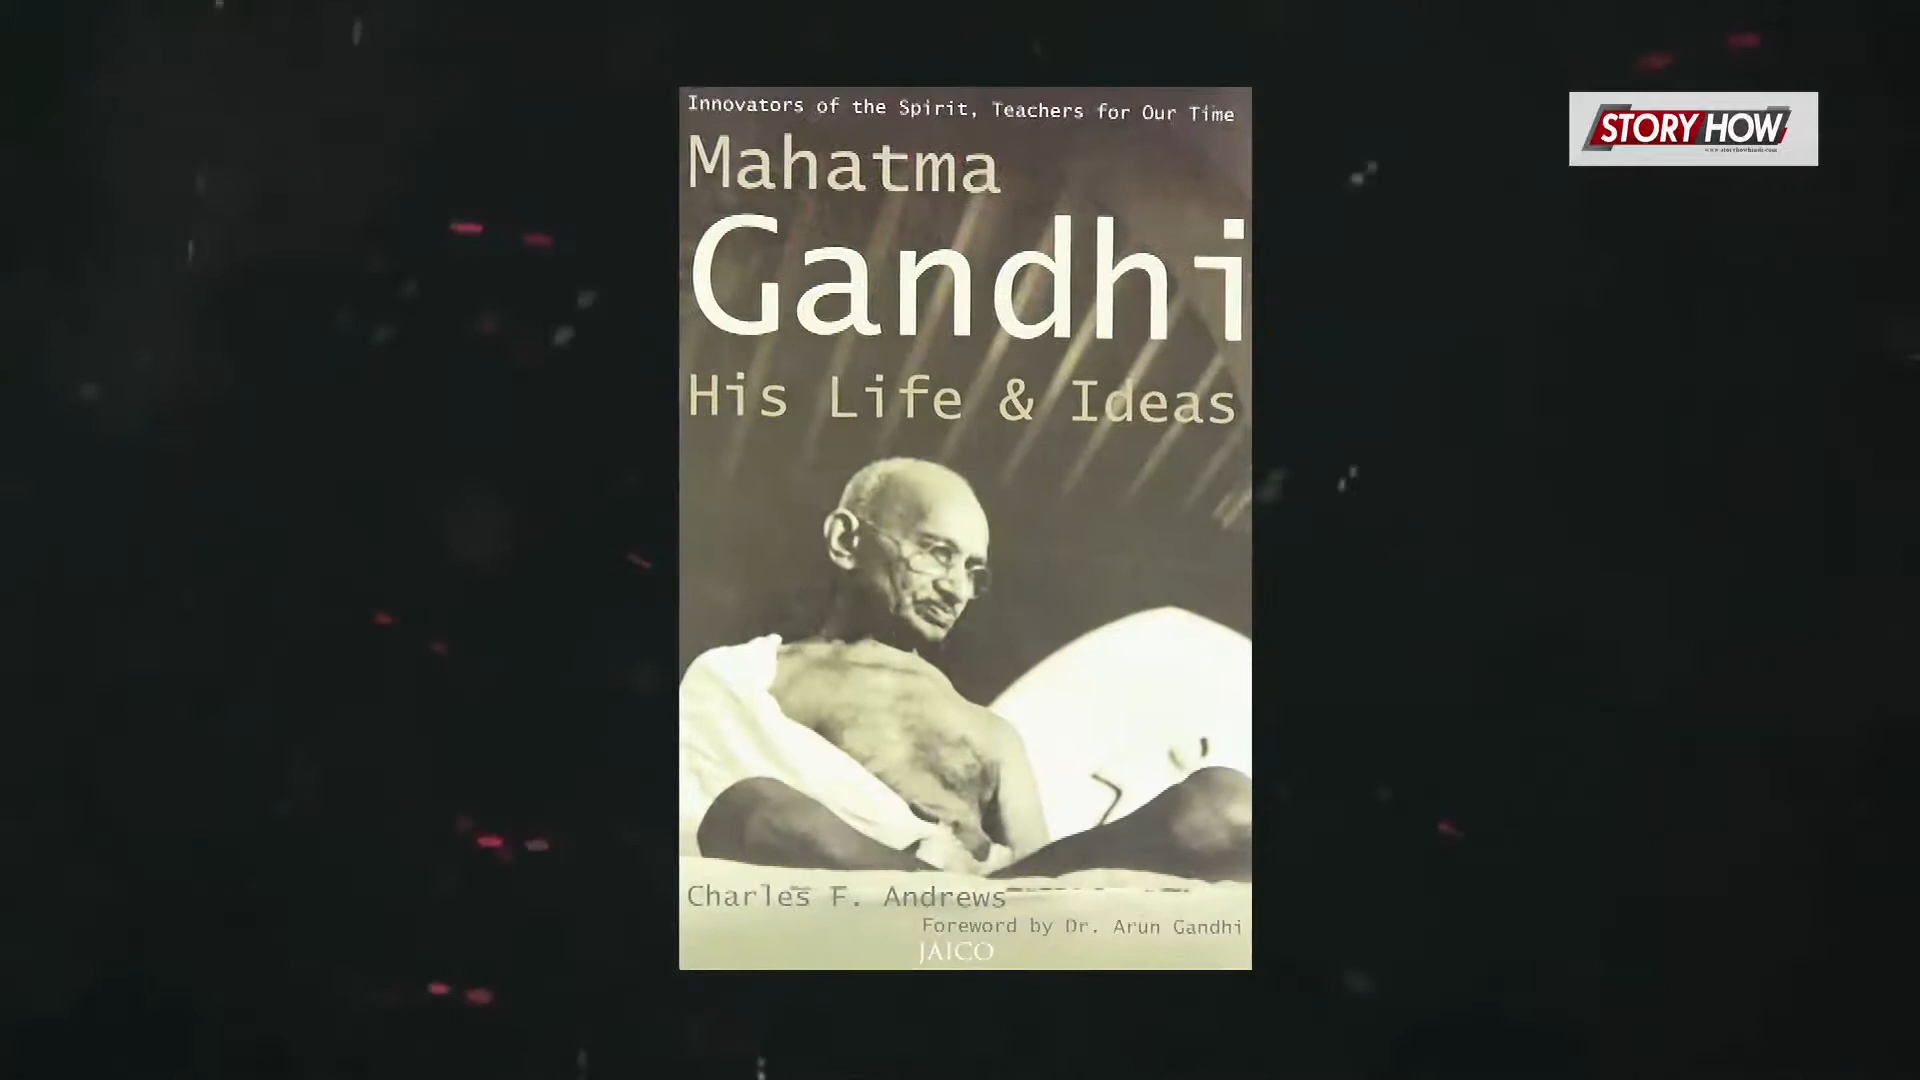 Innovators of the Spirit, Teachers for Our Time
Mahatma
Gandhi
His Life & Ideas
Charles F. Andrews
Foreword by Dr. Arun Gandhi
JAICO
STORY HOW